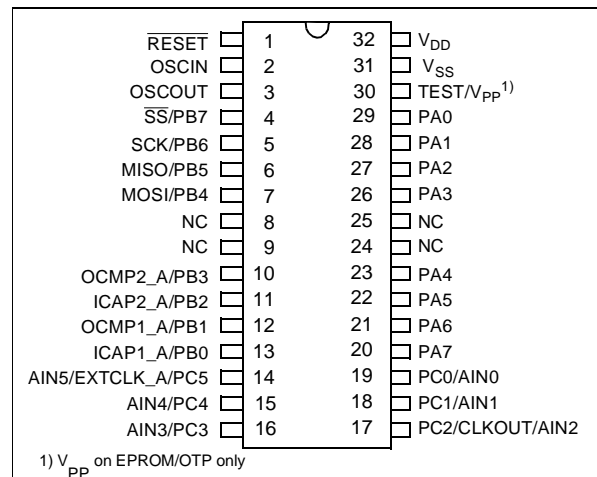 RESET 1 32 VDD
OSCIN 2 31 VSS
OSCOUT 3 30 TEST/VPP1)
SS/PB7 4 29 PA0
SCK/PB6 5 28 PA1
MISO/PB5 6 27 PA2
MOSI/PB4 7 26 PA3
NC 8 25 NC
NC 9 24 NC
OCMP2_A/PB3 10 23 PA4
ICAP2_A/PB2 11 22 PA5
OCMP1_A/PB1 12 21 PA6
ICAP1_A/PB0 13 20 PA7
AIN5/EXTCLK_A/PC5 14 19 PC0/AIN0
AIN4/PC4 15 18 PC1/AIN1
AIN3/PC3 16 17 PC2/CLKOUT/AIN2
1) VPP on EPROM/OTP only